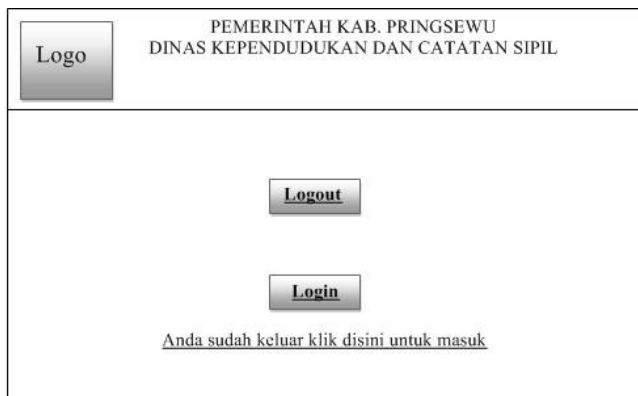 Logo
PEMERINTAH KAB. PRINGSEWU
DINAS KEPENDUDUKAN DAN CATATAN SIPIL
Logout
Login
Anda sudah keluar klik disini untuk masuk